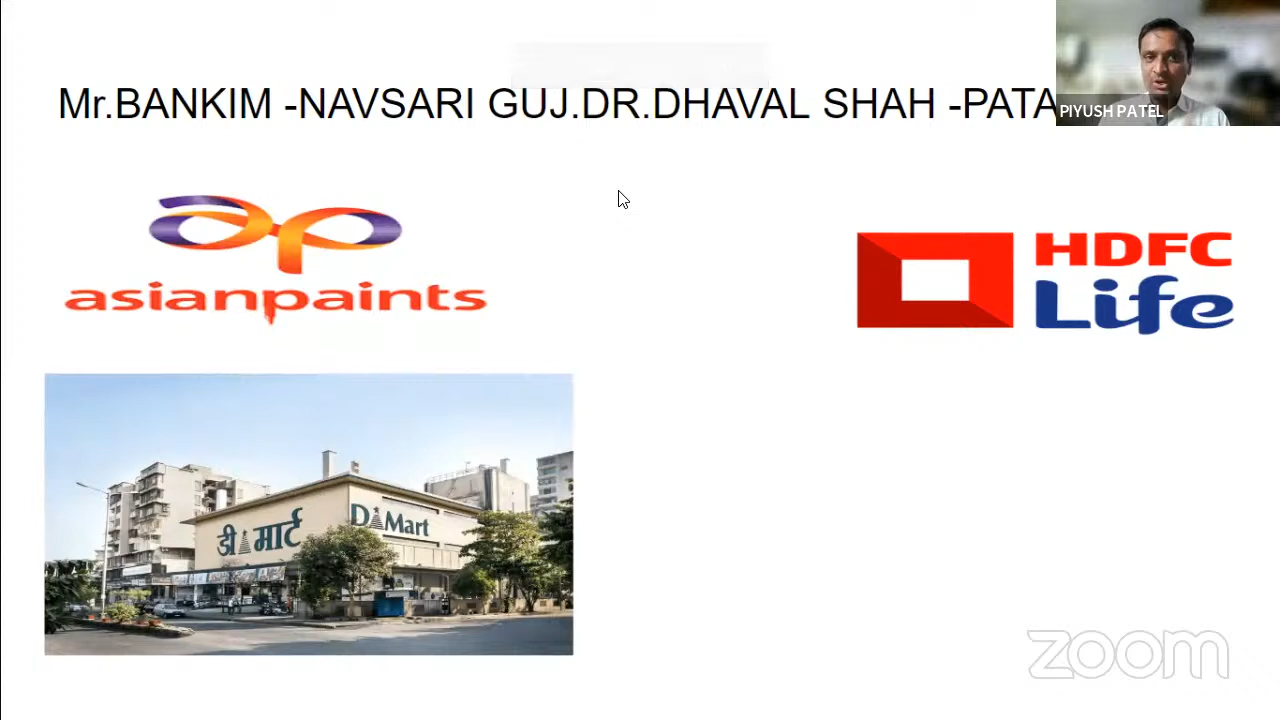 Mr.BANKIM -NAVSARI GUJ.DR.DHAVAL SHAH -PATA
PIYUSH PATEL
asianpaints
HDFC
Life
डी मार्ट
DMart
zoom